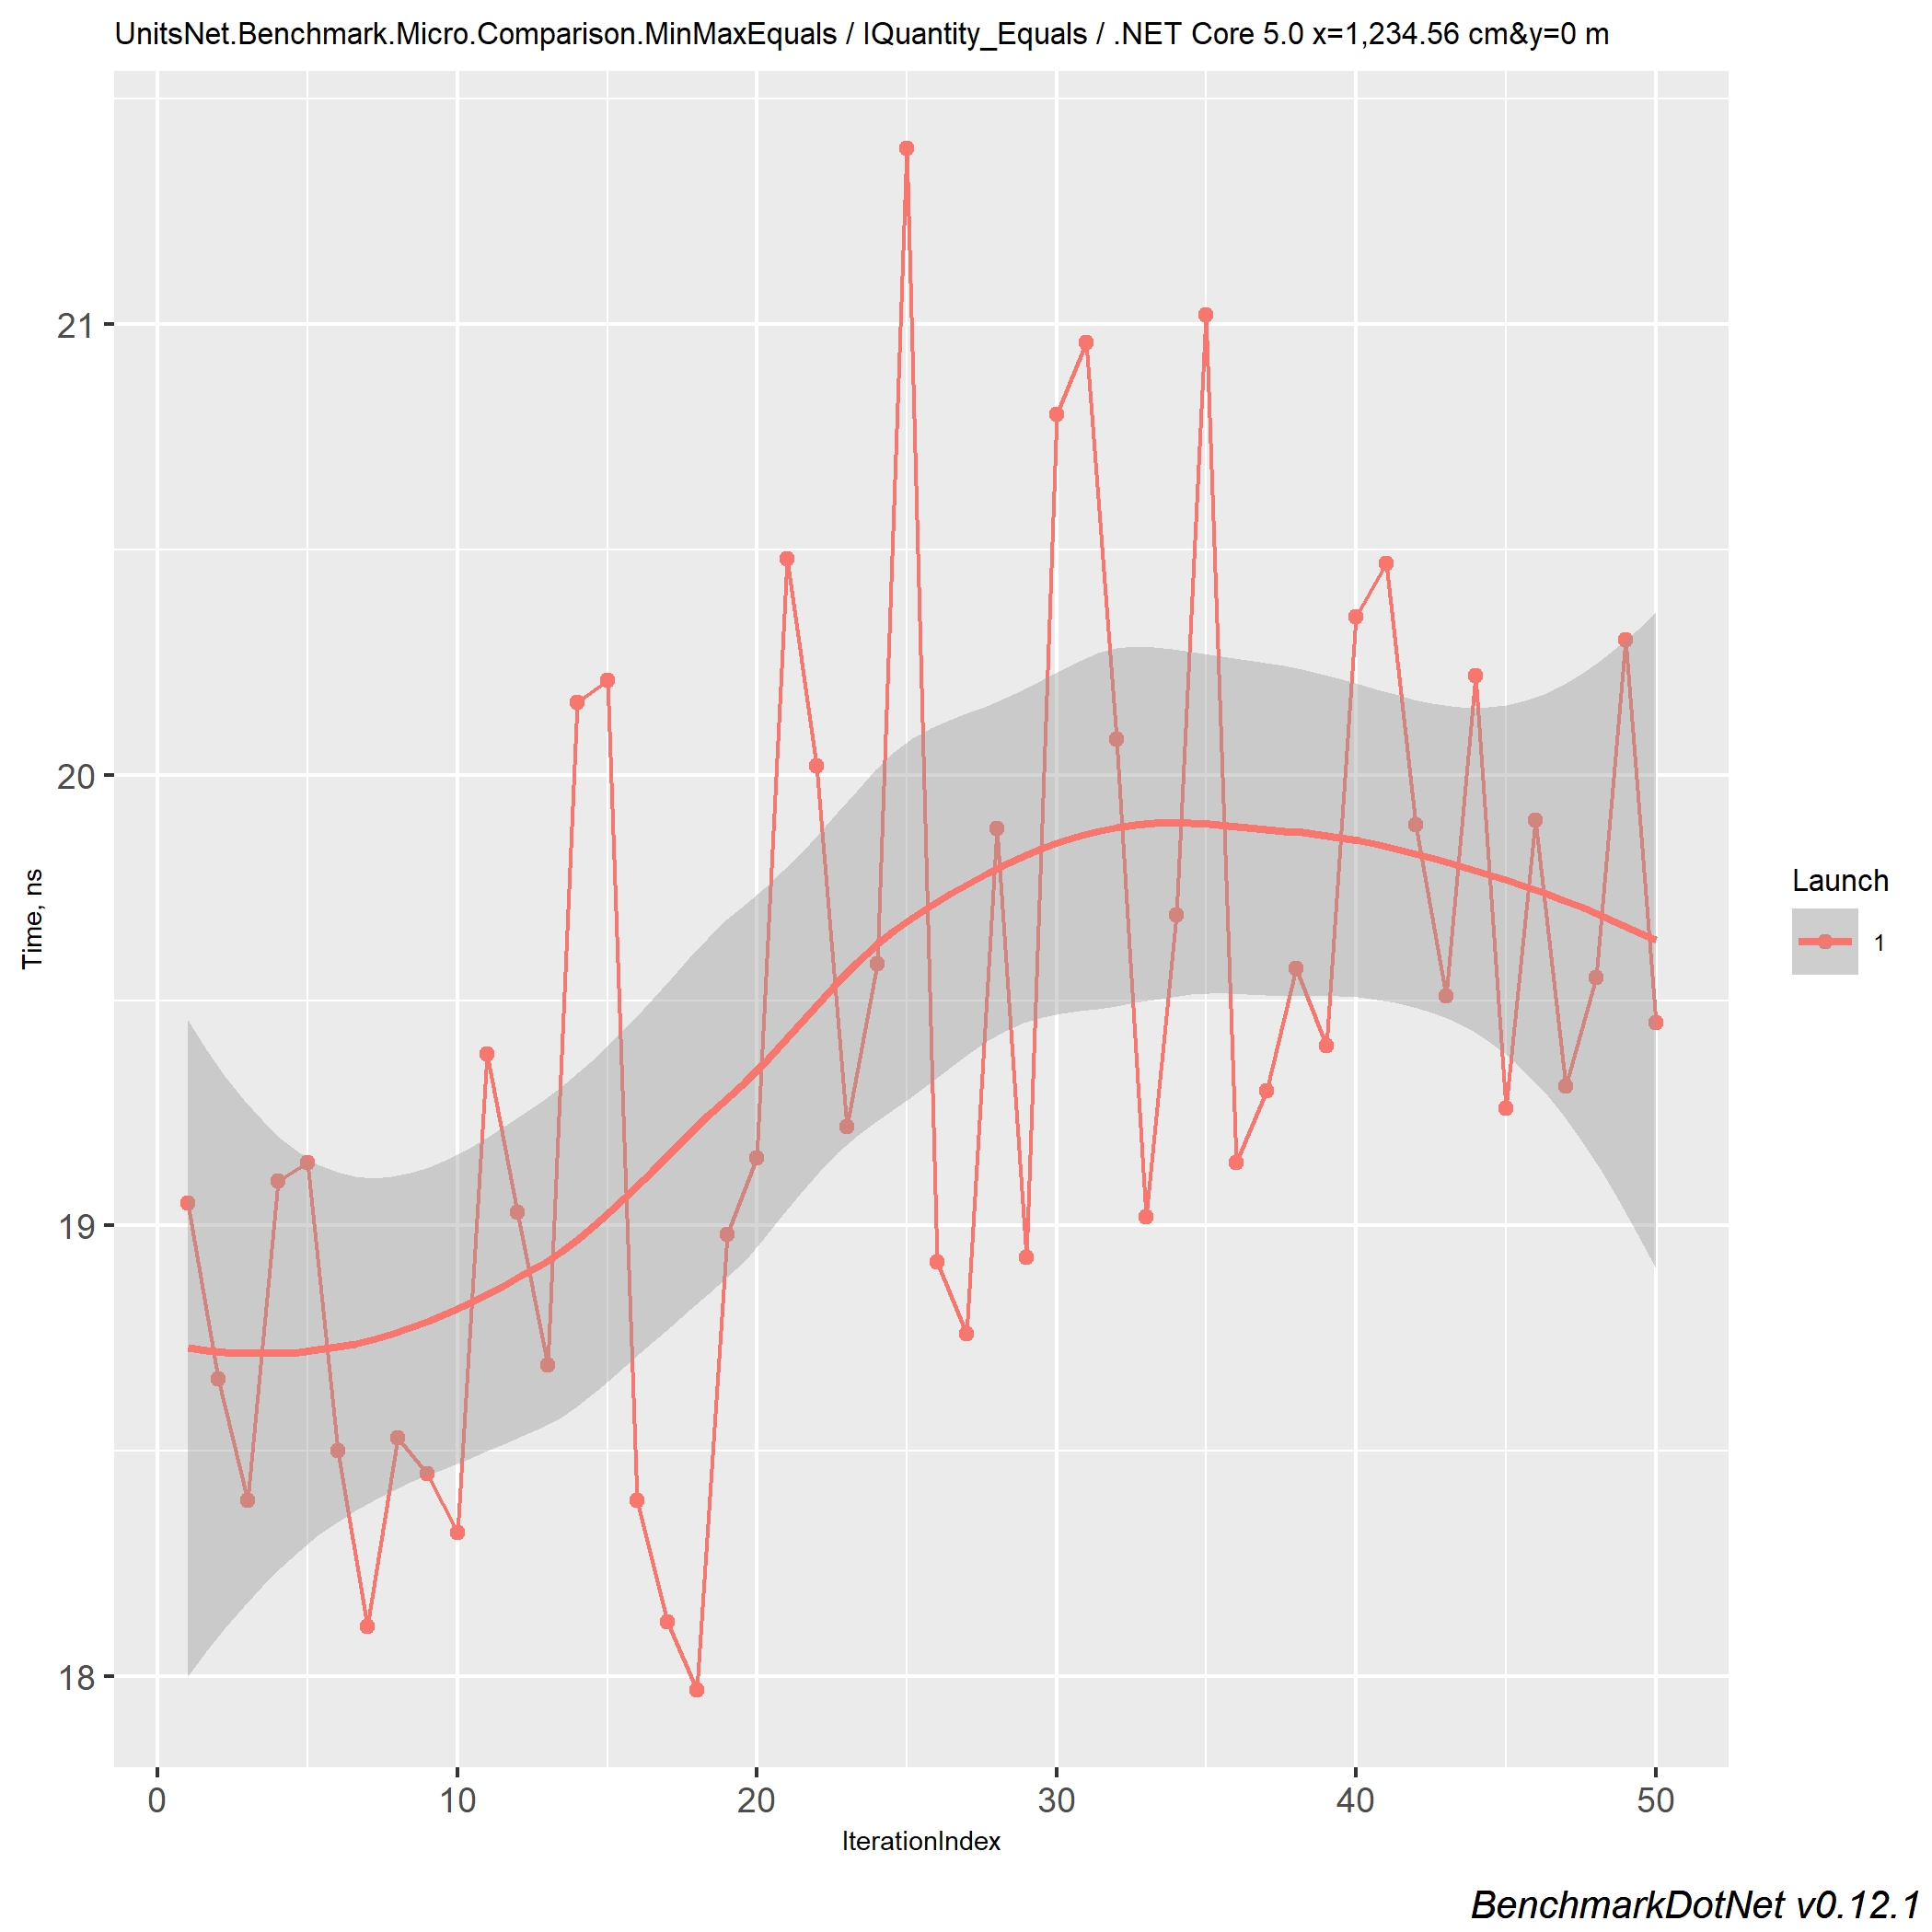 UnitsNet.Benchmark.Micro.Comparison.MinMaxEquals / IQuantity_Equals / .NET Core 5.0 x=1,234.56 cm&y=0 m
21
20
19
18
Time, ns
0 10 20 30 40 50
IterationIndex
Launch
1
BenchmarkDotNet v0.12.1